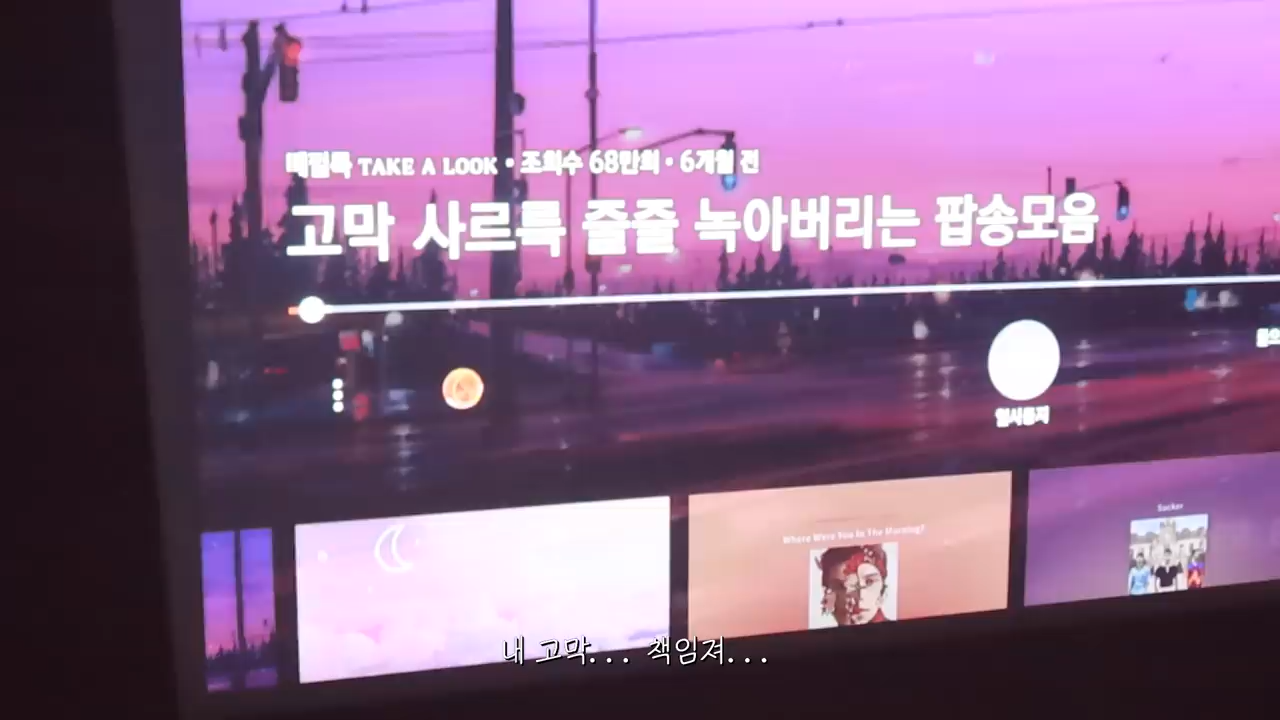 때껄룩 TAKE A LOOK • 조회수 68만회 • 6개월 전
고막 사르륵 줄줄 녹아버리는 팝송모음
일시중지
Where Were You In The Morning?
Sucker
내 고막... 책임져...